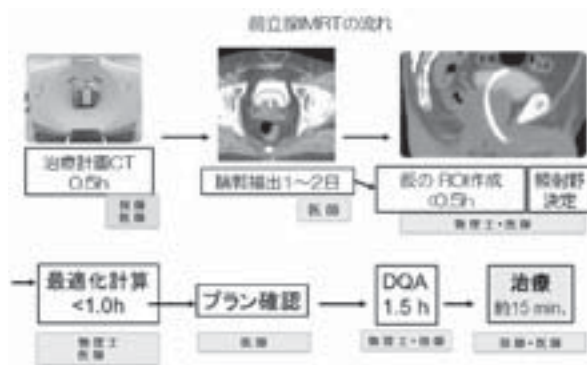 前立腺IMRTの流れ
治療計画CT
0.5h
技師
医師
輪郭抽出1～2日
医師
仮の ROI作成
<0.5h
照射野
決定
物理士・医師
最適化計算
<1.0h
物理士
医師
プラン確認
医師
DQA
1.5 h
物理士・技師
治療
約15 min.
技師・医師